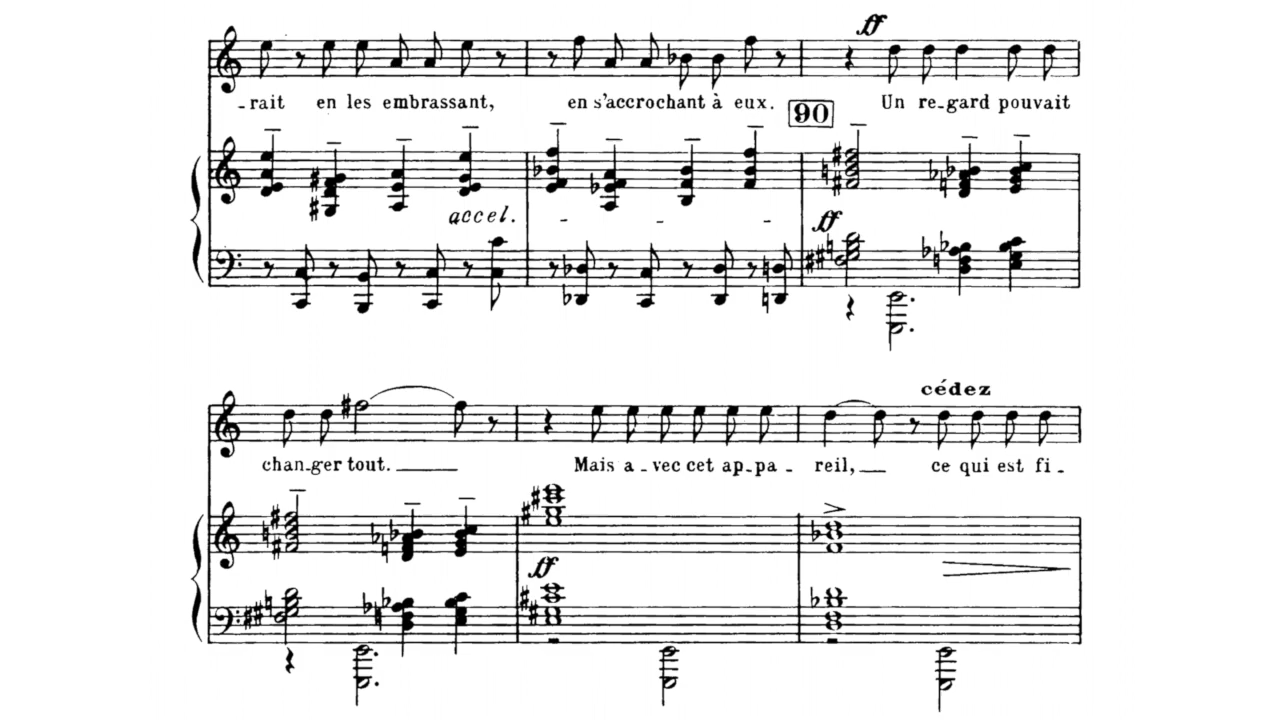 ff
-rait en les embrassant, en s'accrochant à eux. 90 Un re-gard pouvait
accel. - - -
ff
cédez
chan-ger tout. Mais a-vec cet ap-pa-reil, ce qui est fi-
ff